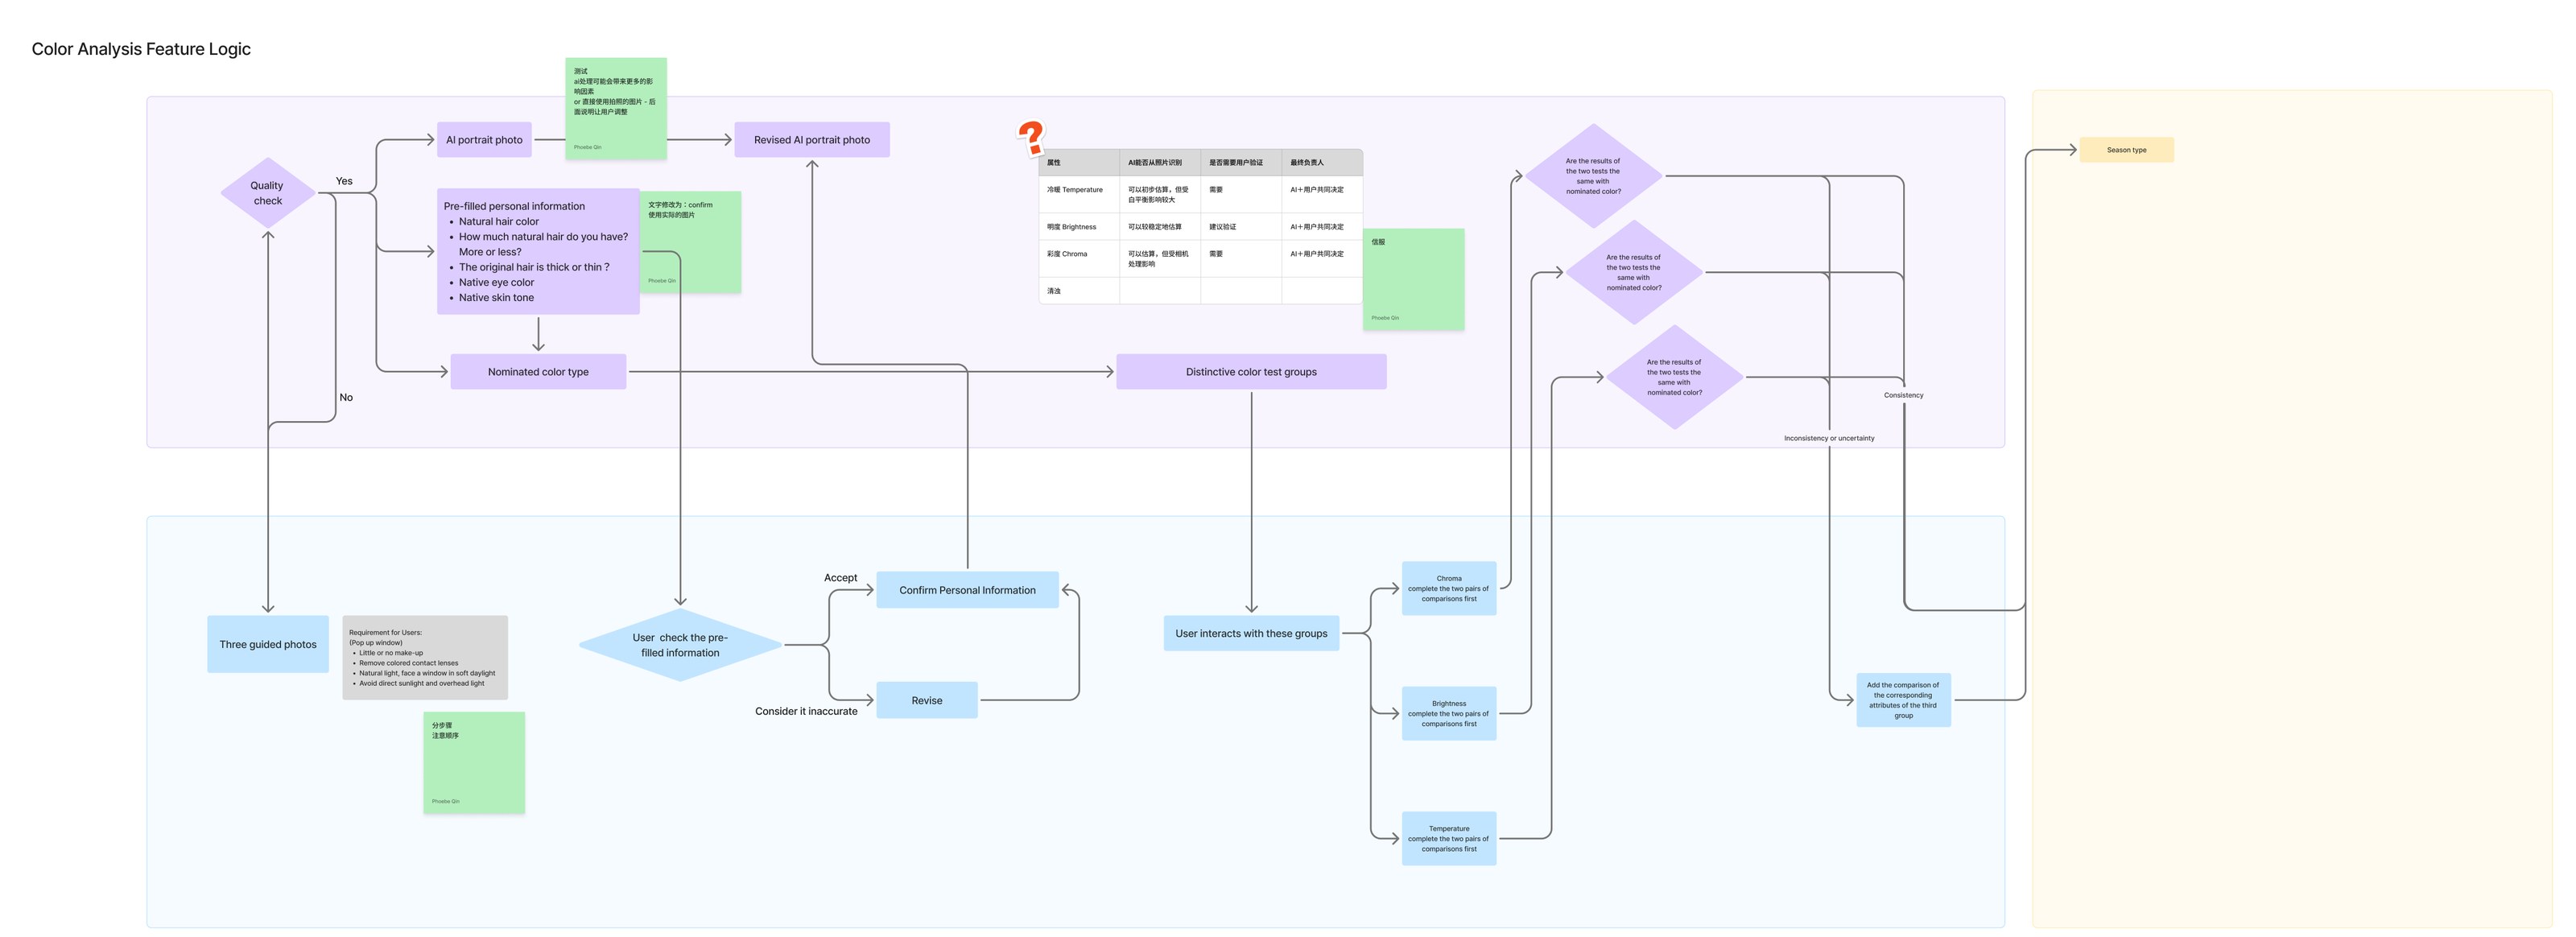 Color Analysis Feature Logic
测试
ai处理可能会带来更多的影
响因素
or 直接使用拍照的图片 - 后
面说明让用户调整
Phoebe Qin
AI portrait photo
Revised AI portrait photo
Quality
check
Yes
No
Pre-filled personal information
• Natural hair color
• How much natural hair do you have?
More or less?
• The original hair is thick or thin ?
• Native eye color
• Native skin tone
文字修改为：confirm
使用实际的图片
Phoebe Qin
Nominated color type
?
属性 AI能否从照片识别 是否需要用户验证 最终负责人
冷暖 Temperature 可以初步估算，但受 需要 AI＋用户共同决定
白平衡影响较大
明度 Brightness 可以较稳定地估算 建议验证 AI＋用户共同决定
彩度 Chroma 可以估算，但受相机 需要 AI＋用户共同决定
处理影响
清浊
信服
Phoebe Qin
Distinctive color test groups
Are the results of
the two tests the
same with
nominated color?
Are the results of
the two tests the
same with
nominated color?
Are the results of
the two tests the
same with
nominated color?
Consistency
Inconsistency or uncertainty
Season type
Three guided photos
Requirement for Users:
(Pop up window)
• Little or no make-up
• Remove colored contact lenses
• Natural light, face a window in soft daylight
• Avoid direct sunlight and overhead light
分步骤
注意顺序
Phoebe Qin
User check the pre-
filled information
Accept
Consider it inaccurate
Confirm Personal Information
Revise
User interacts with these groups
Chroma
complete the two pairs of
comparisons first
Brightness
complete the two pairs of
comparisons first
Temperature
complete the two pairs of
comparisons first
Add the comparison of
the corresponding
attributes of the third
group